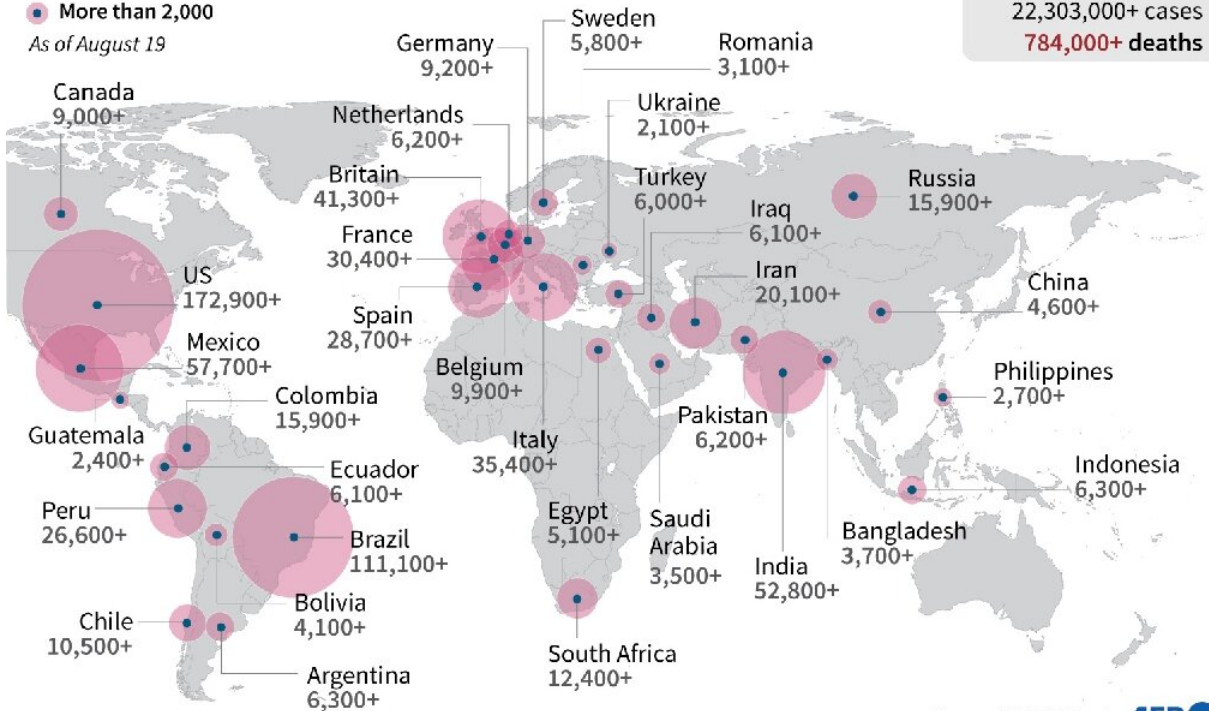 More than 2,000
As of August 19
22,303,000+ cases
784,000+ deaths
Sweden
5,800+
Germany
9,200+
Romania
3,100+
Canada
9,000+
Netherlands
6,200+
Ukraine
2,100+
Britain
41,300+
Turkey
6,000+
Russia
15,900+
Iraq
6,100+
France
30,400+
US
172,900+
Iran
20,100+
China
4,600+
Spain
28,700+
Mexico
57,700+
Belgium
9,900+
Philippines
2,700+
Colombia
15,900+
Pakistan
6,200+
Guatemala
2,400+
Italy
35,400+
Ecuador
6,100+
Indonesia
6,300+
Peru
26,600+
Egypt
5,100+
Saudi
Arabia
3,500+
Bangladesh
3,700+
Brazil
111,100+
India
52,800+
Bolivia
4,100+
Chile
10,500+
South Africa
12,400+
Argentina
6,300+